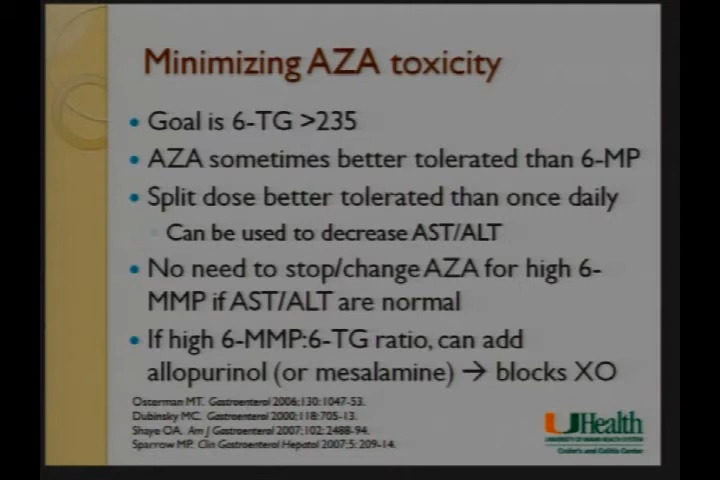 Minimizing AZA toxicity
Goal is 6-TG >235
AZA sometimes better tolerated than 6-MP
Split dose better tolerated than once daily
Can be used to decrease AST/ALT
No need to stop/change AZA for high 6-
MMP if AST/ALT are normal
If high 6-MMP:6-TG ratio, can add
allopurinol (or mesalamine) → blocks XO
Osterman MT. Gastroenterol 2006;130:1047-53.
Dubinsky MC. Gastroenterol 2000;118:705-13.
Shaye OA. Am J Gastroenterol 2007;102:2488-94.
Sparrow MP. Clin Gastroenterol Hepatol 2007;5:209-14.
UHealth
UNIVERSITY OF MIAMI HEALTH SYSTEM
Crohn's and Colitis Center